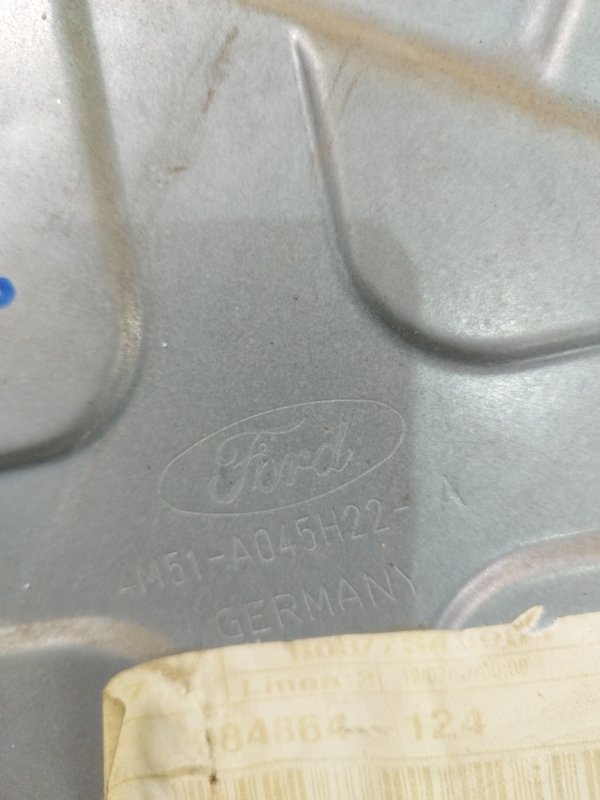 Ford
M51-A045H22- A
GERMANY
Linea 2
84864 - 124